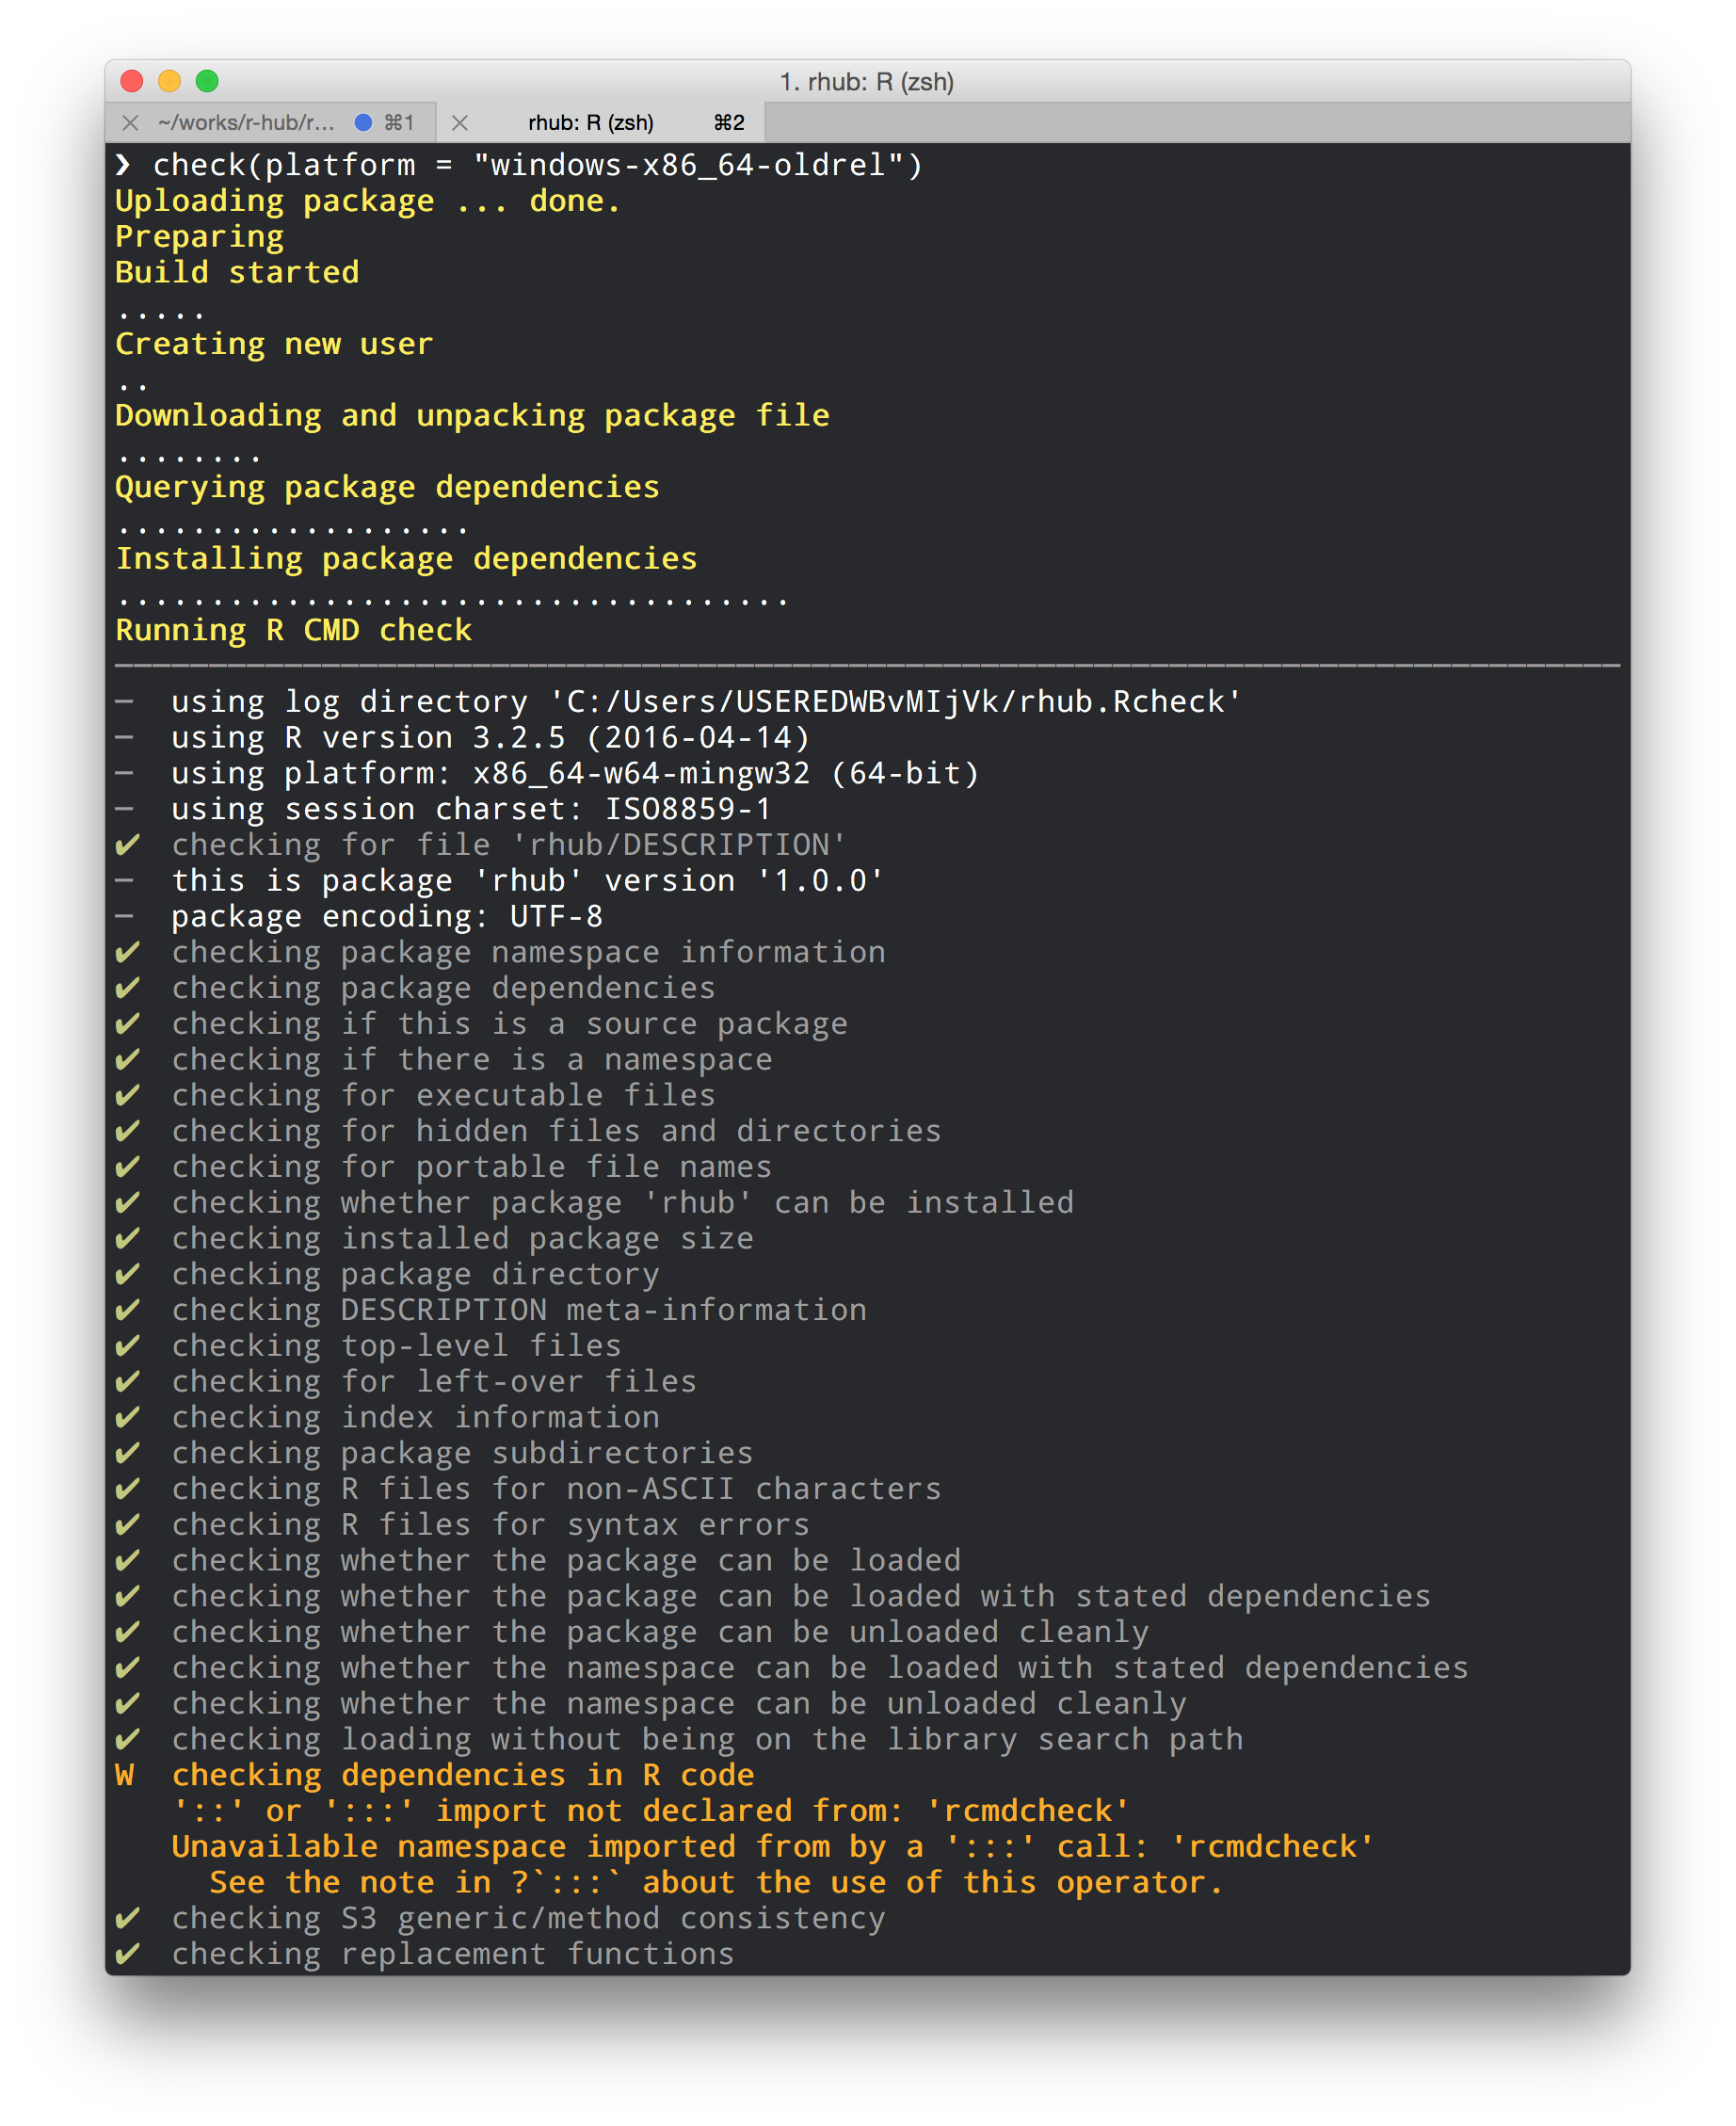 1. rhub: R (zsh)
~/works/r-hub/r... ⌘1 rhub: R (zsh) ⌘2
❯ check(platform = "windows-x86_64-oldrel")
Uploading package ... done.
Preparing
Build started
.....
Creating new user
..
Downloading and unpacking package file
........
Querying package dependencies
...................
Installing package dependencies
....................................
Running R CMD check
─  using log directory 'C:/Users/USEREDWBvMIjVk/rhub.Rcheck'
─  using R version 3.2.5 (2016-04-14)
─  using platform: x86_64-w64-mingw32 (64-bit)
─  using session charset: ISO8859-1
✔  checking for file 'rhub/DESCRIPTION'
─  this is package 'rhub' version '1.0.0'
─  package encoding: UTF-8
✔  checking package namespace information
✔  checking package dependencies
✔  checking if this is a source package
✔  checking if there is a namespace
✔  checking for executable files
✔  checking for hidden files and directories
✔  checking for portable file names
✔  checking whether package 'rhub' can be installed
✔  checking installed package size
✔  checking package directory
✔  checking DESCRIPTION meta-information
✔  checking top-level files
✔  checking for left-over files
✔  checking index information
✔  checking package subdirectories
✔  checking R files for non-ASCII characters
✔  checking R files for syntax errors
✔  checking whether the package can be loaded
✔  checking whether the package can be loaded with stated dependencies
✔  checking whether the package can be unloaded cleanly
✔  checking whether the namespace can be loaded with stated dependencies
✔  checking whether the namespace can be unloaded cleanly
✔  checking loading without being on the library search path
W  checking dependencies in R code
   '::' or ':::' import not declared from: 'rcmdcheck'
   Unavailable namespace imported from by a ':::' call: 'rcmdcheck'
     See the note in ?`:::` about the use of this operator.
✔  checking S3 generic/method consistency
✔  checking replacement functions